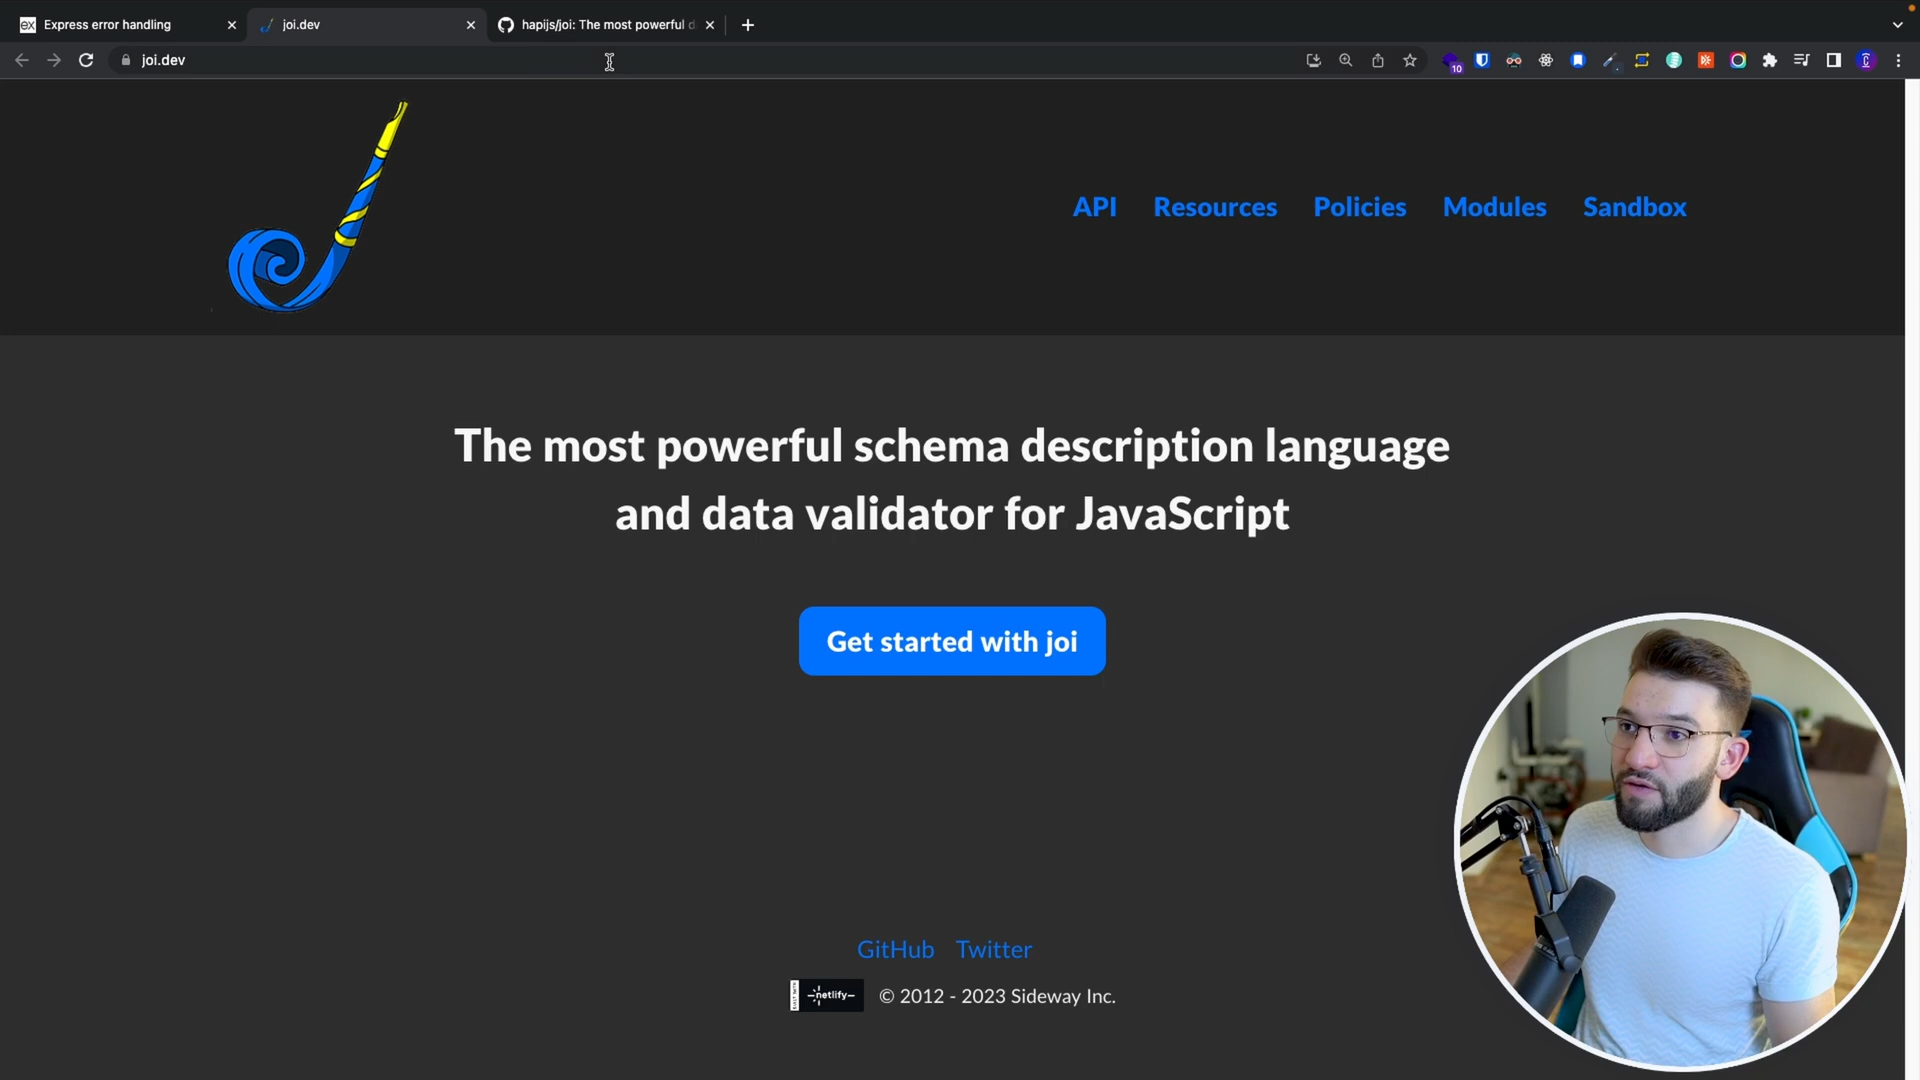 ex Express error handling
joi.dev
hapijs/joi: The most powerful d
joi.dev
10
API Resources Policies Modules Sandbox
The most powerful schema description language
and data validator for JavaScript
Get started with joi
GitHub Twitter
netlify
© 2012 - 2023 Sideway Inc.